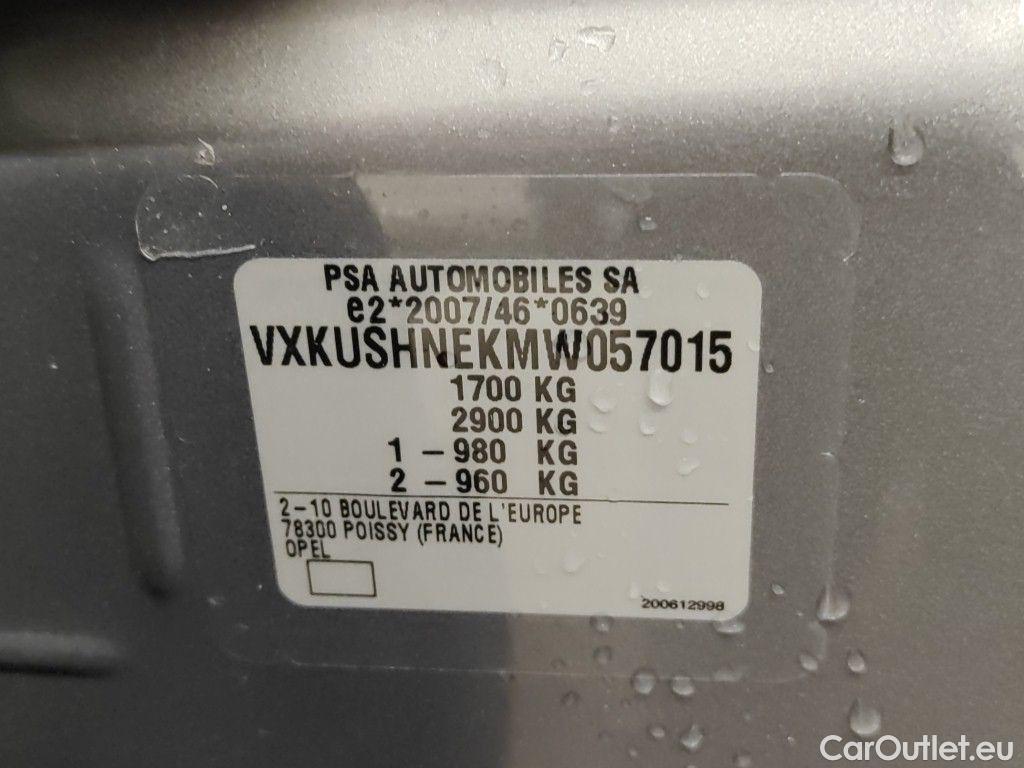 PSA AUTOMOBILES SA
e2*2007/46*0639
VXKUSHNEKMW057015
1700 KG
2900 KG
1 – 980 KG
2 – 960 KG
2–10 BOULEVARD DE L'EUROPE
78300 POISSY (FRANCE)
OPEL
200612998
CarOutlet.eu